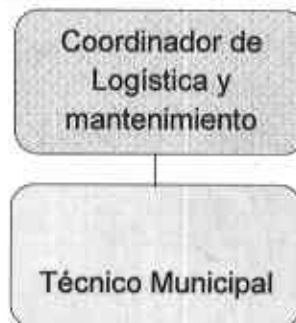 Coordinador de
Logística y
mantenimiento
Técnico Municipal